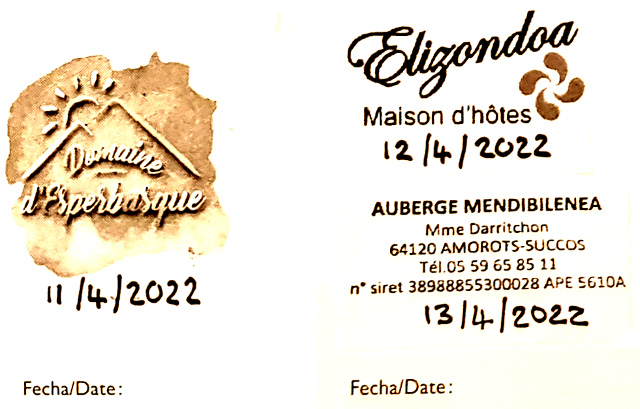 Domaine
d'Esperbasque
11/4/2022
Fecha/Date:
Elizondoa
Maison d'hôtes
12/4/2022
AUBERGE MENDIBILENEA
Mme Darritchon
64120 AMOROTS-SUCCOS
Tél.05 59 65 85 11
n° siret 38988855300028 APE 5610A
13/4/2022
Fecha/Date: